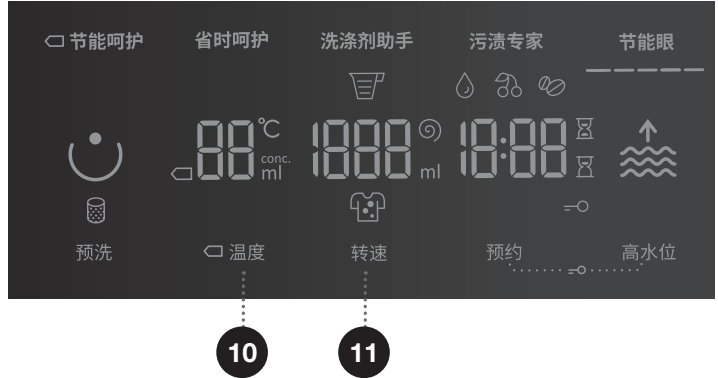 节能呵护 省时呵护 洗涤剂助手 污渍专家 节能眼
88 ℃ 1888 18:88
conc.
ml ml
预洗 温度 转速 预约 高水位
10 11